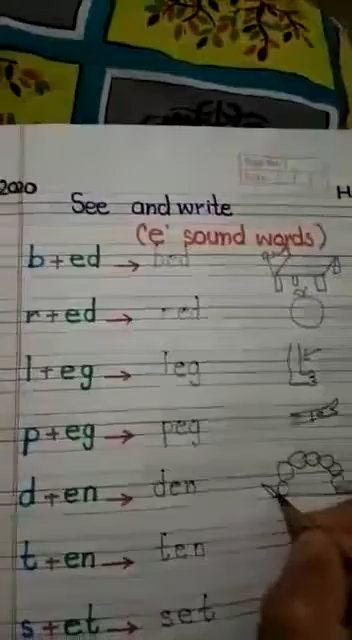 2020
H
See and write
(e' sound words)
b+ed → bed
r+ed → red
l+eg → leg
p+eg → peg
d+en → den
t+en → ten
s+et → set